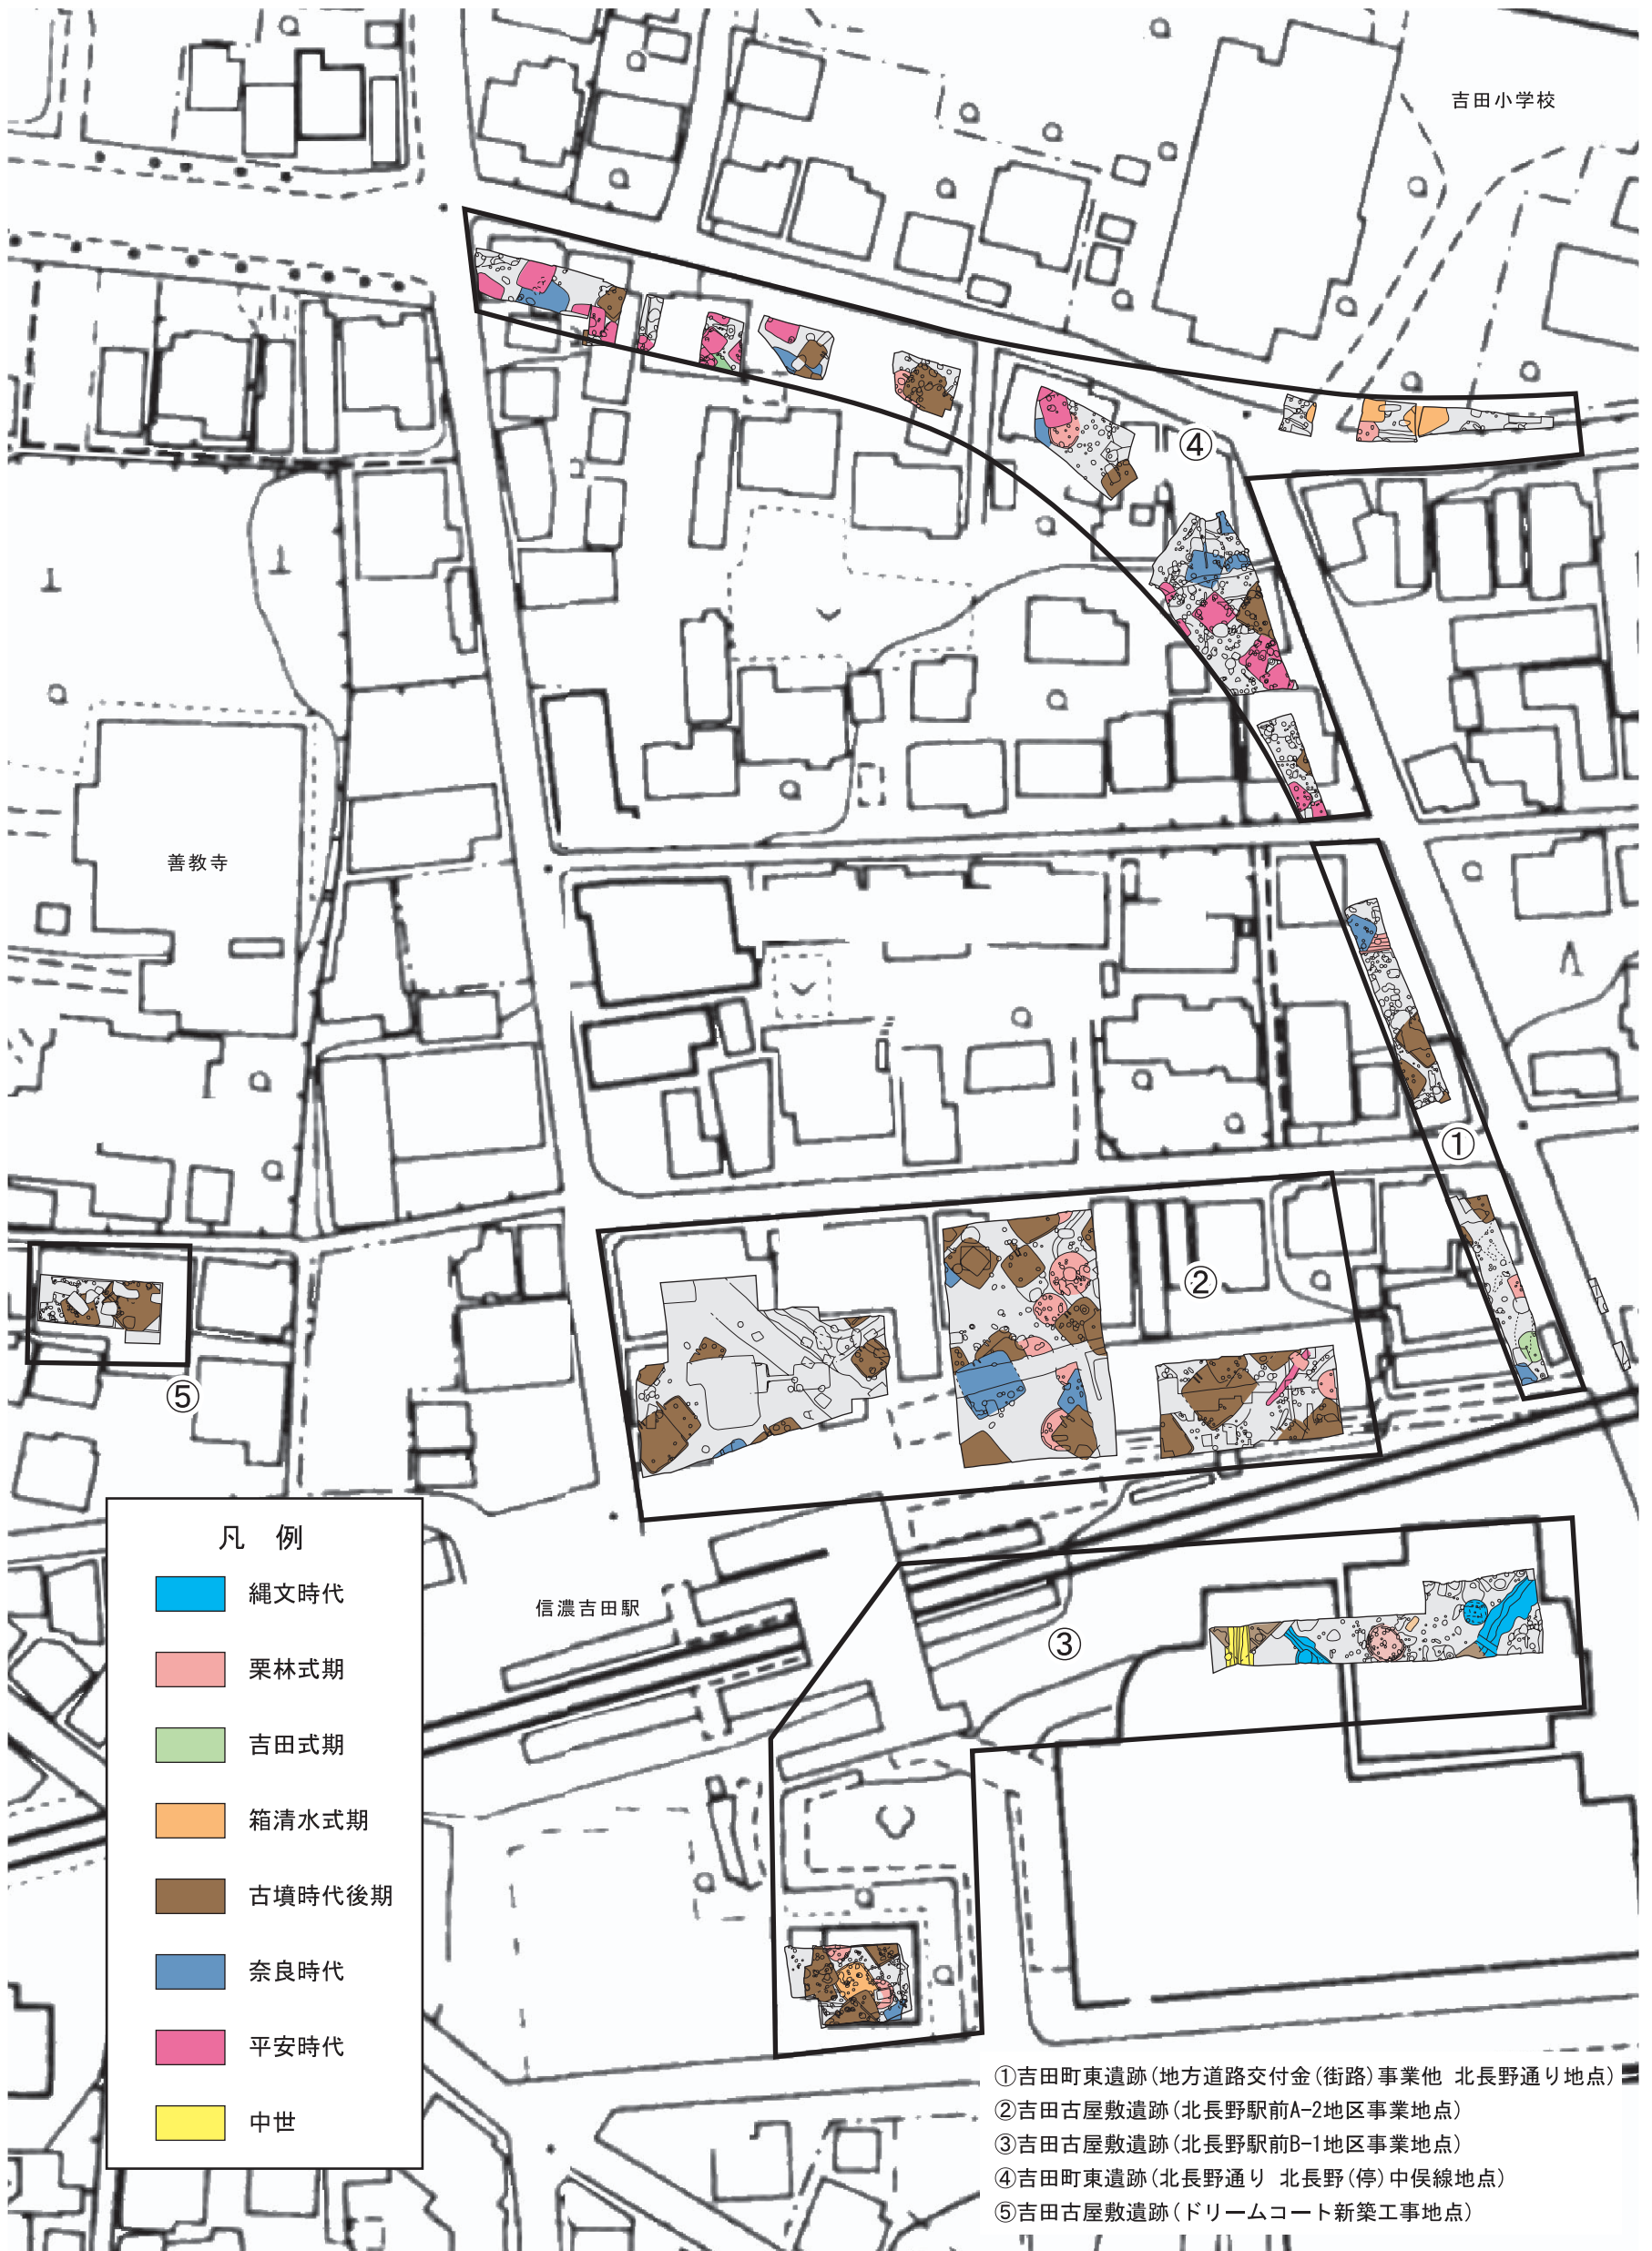 吉田小学校
④
善教寺
①
②
⑤
凡 例
縄文時代
栗林式期
吉田式期
箱清水式期
古墳時代後期
奈良時代
平安時代
中世
信濃吉田駅
③
①吉田町東遺跡(地方道路交付金(街路)事業他 北長野通り地点)
②吉田古屋敷遺跡(北長野駅前A-2地区事業地点)
③吉田古屋敷遺跡(北長野駅前B-1地区事業地点)
④吉田町東遺跡(北長野通り 北長野(停)中俣線地点)
⑤吉田古屋敷遺跡(ドリームコート新築工事地点)